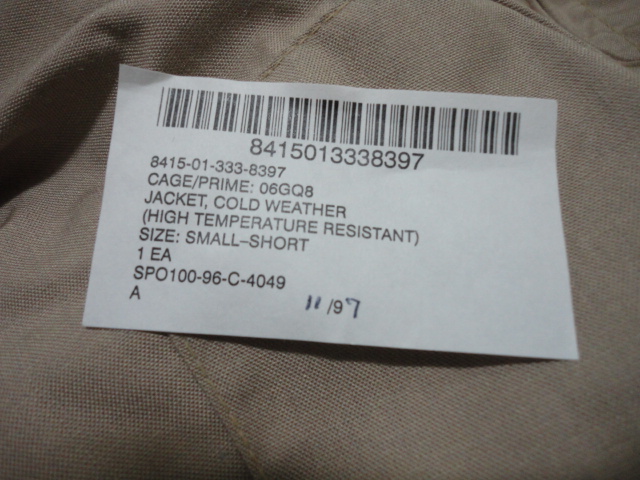 8415013338397
8415-01-333-8397
CAGE/PRIME: 06GQ8
JACKET, COLD WEATHER
(HIGH TEMPERATURE RESISTANT)
SIZE: SMALL–SHORT
1 EA
SPO100-96-C-4049
A 11/97